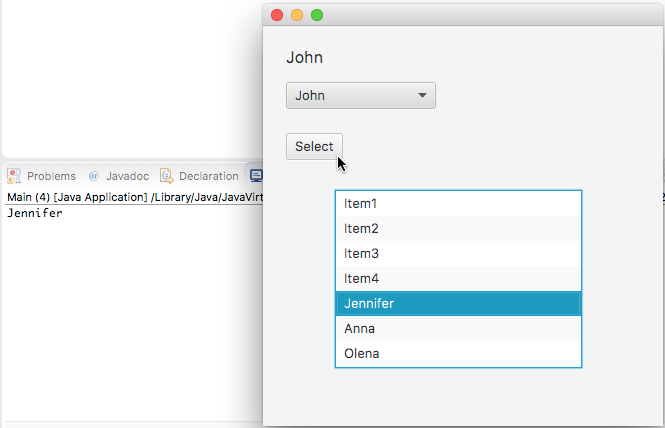 John
John
Select
Problems @ Javadoc Declaration
Main (4) [Java Application] /Library/Java/JavaVirt
Jennifer
Item1
Item2
Item3
Item4
Jennifer
Anna
Olena